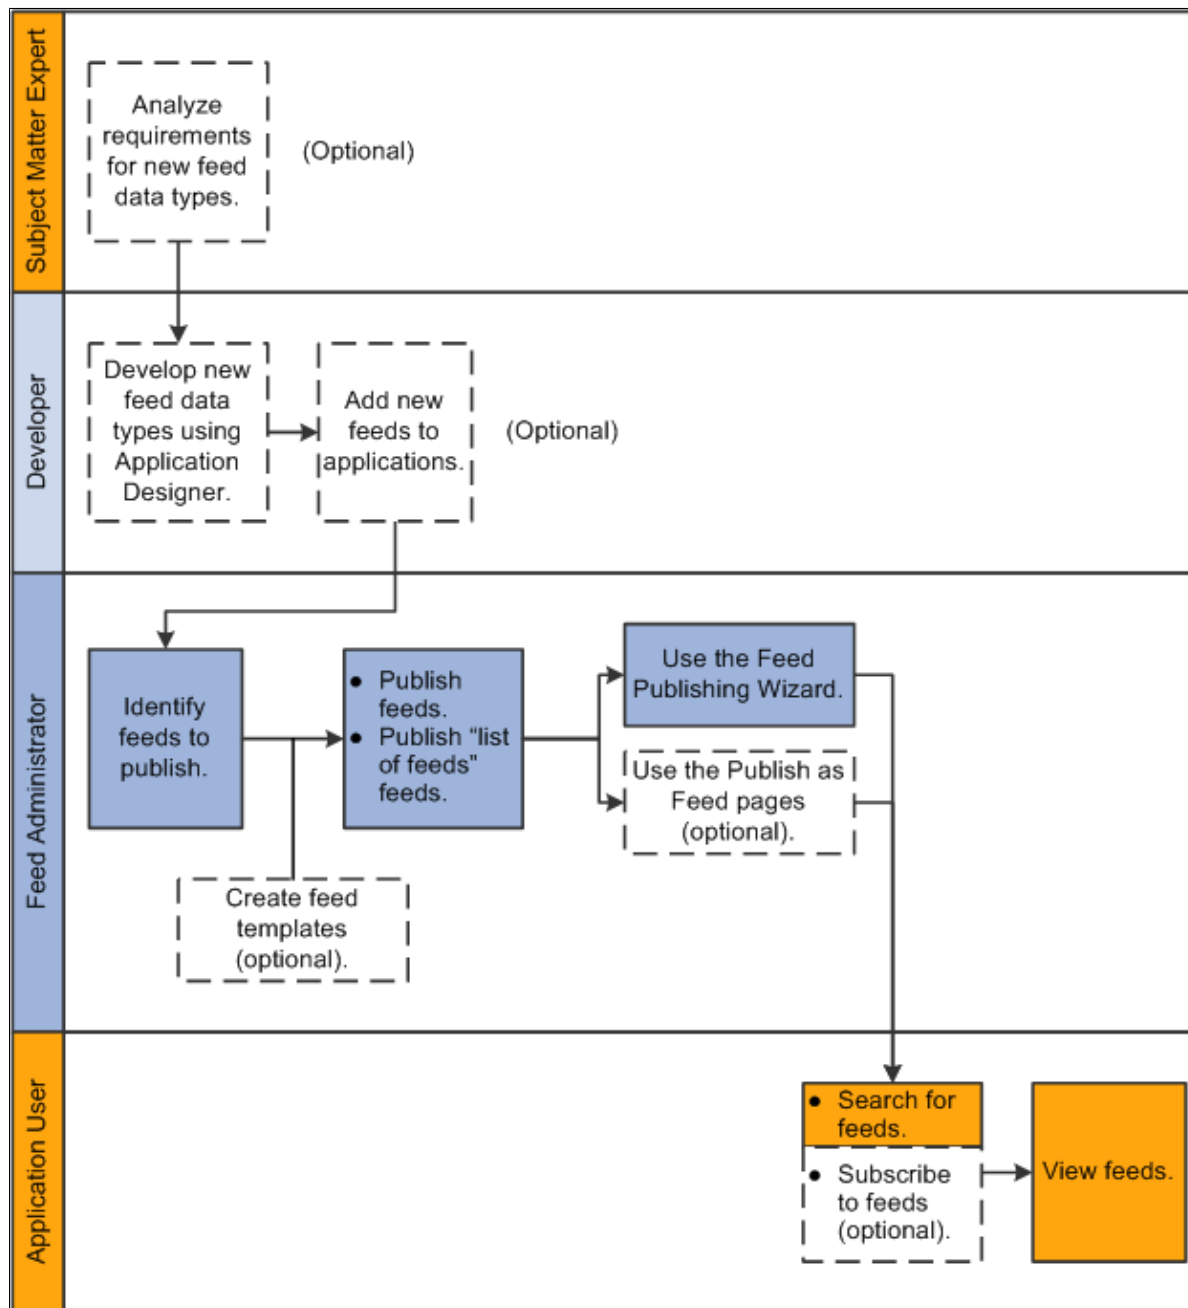 Subject Matter Expert
Analyze
requirements
for new feed
data types.
(Optional)
Developer
Develop new
feed data
types using
Application
Designer.
Add new
feeds to
applications.
(Optional)
Feed Administrator
Identify
feeds to
publish.
• Publish
feeds.
• Publish “list
of feeds”
feeds.
Use the Feed
Publishing Wizard.
Use the Publish as
Feed pages
(optional).
Create feed
templates
(optional).
Application User
• Search for
feeds.
• Subscribe
to feeds
(optional).
View feeds.